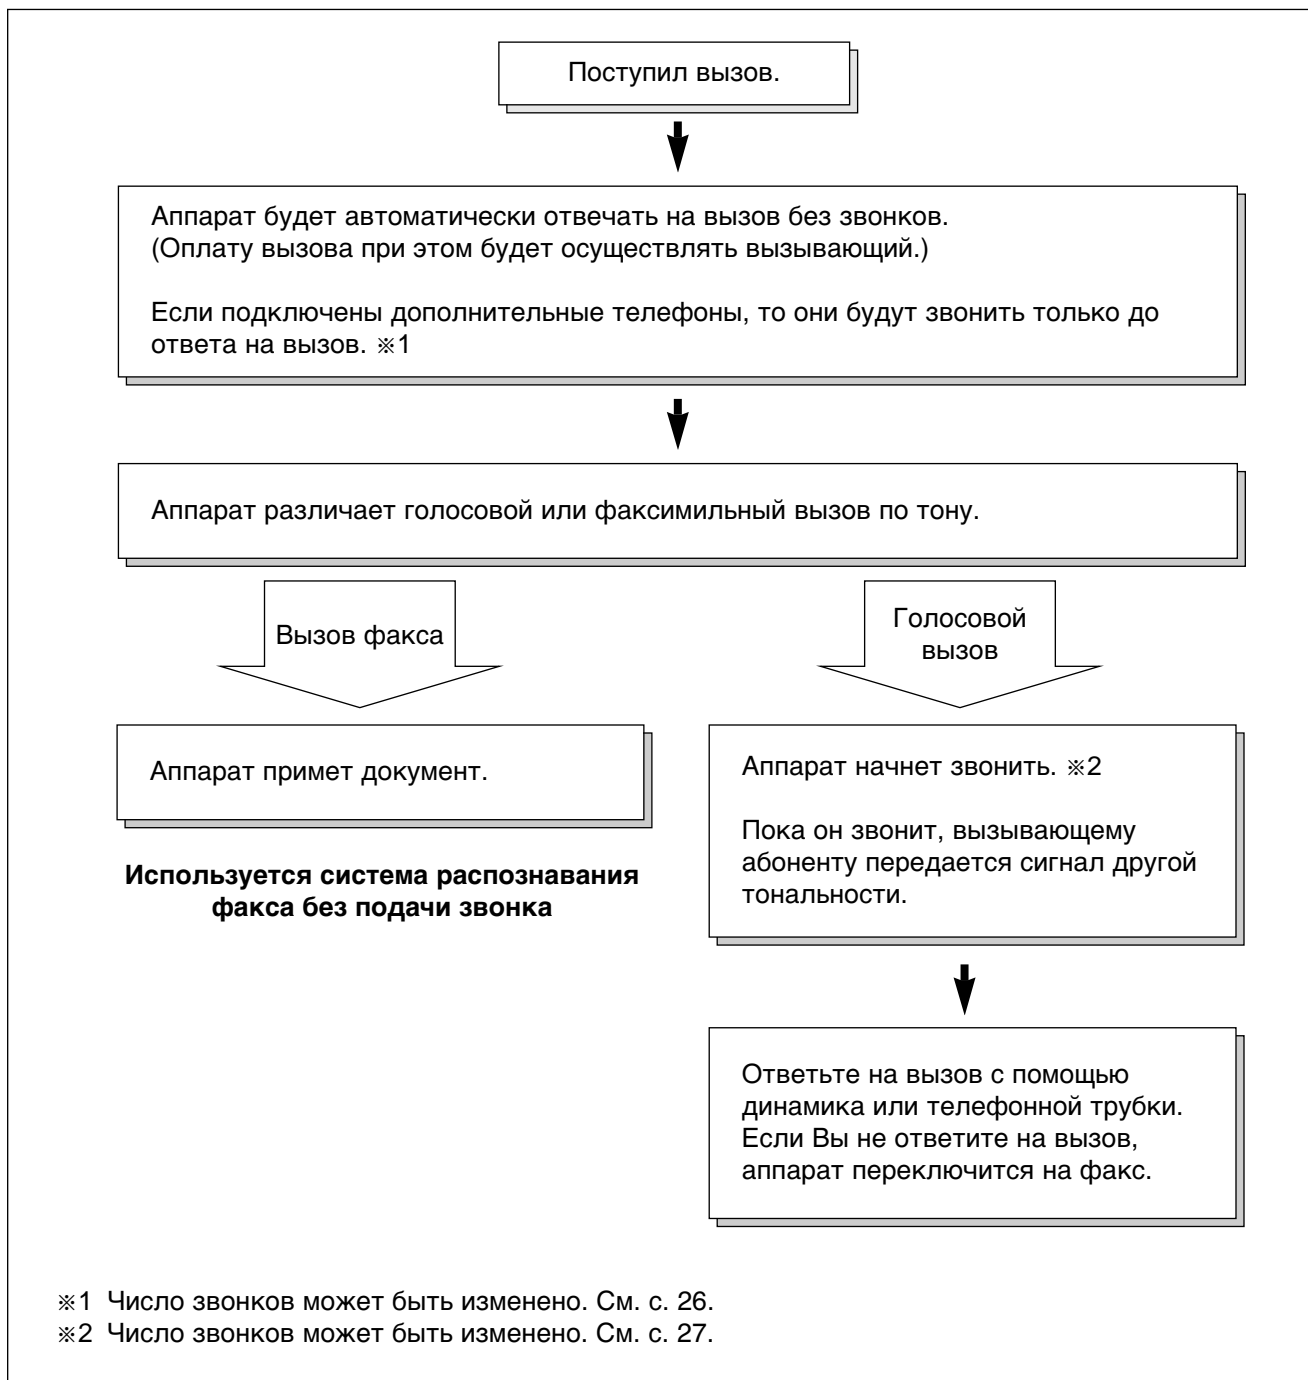 Поступил вызов.
Аппарат будет автоматически отвечать на вызов без звонков.
(Оплату вызова при этом будет осуществлять вызывающий.)
Если подключены дополнительные телефоны, то они будут звонить только до
ответа на вызов. ※1
Аппарат различает голосовой или факсимильный вызов по тону.
Вызов факса
Голосовой
вызов
Аппарат примет документ.
Используется система распознавания
факса без подачи звонка
Аппарат начнет звонить. ※2
Пока он звонит, вызывающему
абоненту передается сигнал другой
тональности.
Ответьте на вызов с помощью
динамика или телефонной трубки.
Если Вы не ответите на вызов,
аппарат переключится на факс.
※1 Число звонков может быть изменено. См. с. 26.
※2 Число звонков может быть изменено. См. с. 27.